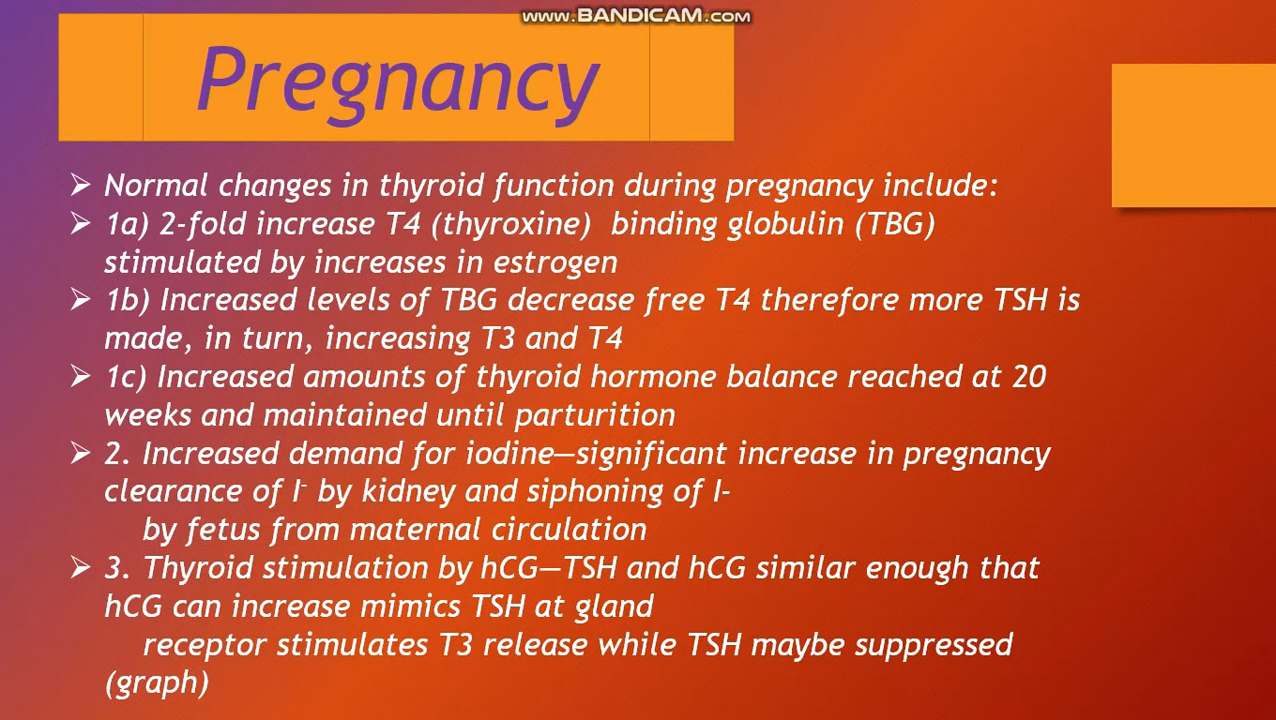 www.BANDICAM.com
Pregnancy
➢ Normal changes in thyroid function during pregnancy include:
➢ 1a) 2-fold increase T4 (thyroxine)  binding globulin (TBG)
stimulated by increases in estrogen
➢ 1b) Increased levels of TBG decrease free T4 therefore more TSH is
made, in turn, increasing T3 and T4
➢ 1c) Increased amounts of thyroid hormone balance reached at 20
weeks and maintained until parturition
➢ 2. Increased demand for iodine—significant increase in pregnancy
clearance of I⁻ by kidney and siphoning of I-
by fetus from maternal circulation
➢ 3. Thyroid stimulation by hCG—TSH and hCG similar enough that
hCG can increase mimics TSH at gland
receptor stimulates T3 release while TSH maybe suppressed
(graph)